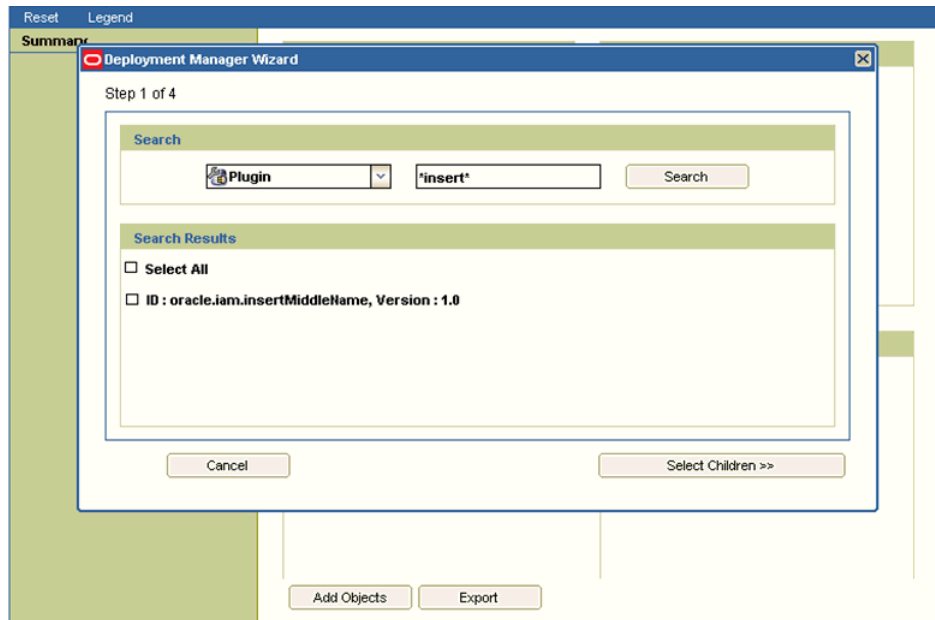 Reset Legend
Summary
Deployment Manager Wizard
Step 1 of 4
Search
Plugin *insert* Search
Search Results
Select All
ID : oracle.iam.insertMiddleName, Version : 1.0
Cancel Select Children >>
Add Objects Export